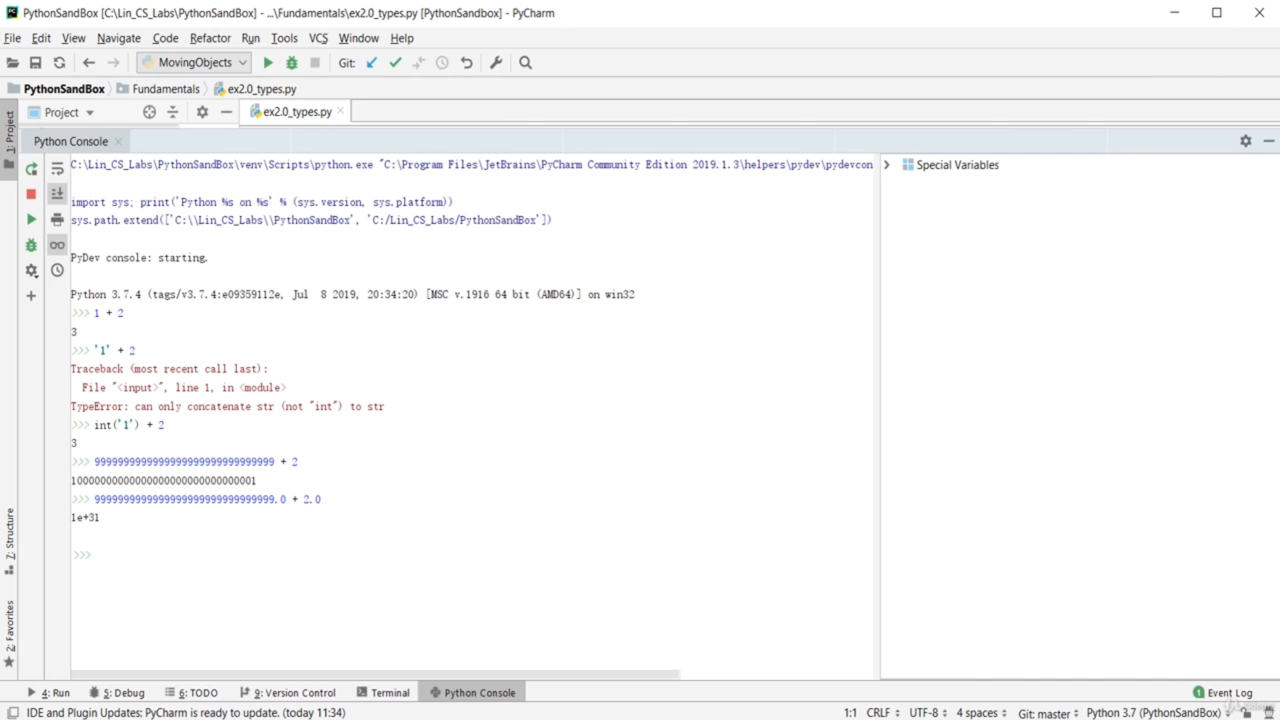 PythonSandBox [C:\Lin_CS_Labs\PythonSandBox] - ...\Fundamentals\ex2.0_types.py [PythonSandbox] - PyCharm
File Edit View Navigate Code Refactor Run Tools VCS Window Help
MovingObjects Git:
PythonSandBox Fundamentals ex2.0_types.py
Project ex2.0_types.py
1: Project
Python Console
C:\Lin_CS_Labs\PythonSandBox\venv\Scripts\python.exe "C:\Program Files\JetBrains\PyCharm Community Edition 2019.1.3\helpers\pydev\pydevcon
Special Variables
import sys; print('Python %s on %s' % (sys.version, sys.platform))
sys.path.extend(['C:\\Lin_CS_Labs\\PythonSandBox', 'C:/Lin_CS_Labs/PythonSandBox'])
PyDev console: starting.
Python 3.7.4 (tags/v3.7.4:e09359112e, Jul 8 2019, 20:34:20) [MSC v.1916 64 bit (AMD64)] on win32
>>> 1 + 2
3
>>> '1' + 2
Traceback (most recent call last):
File "<input>", line 1, in <module>
TypeError: can only concatenate str (not "int") to str
>>> int('1') + 2
3
>>> 9999999999999999999999999999999 + 2
10000000000000000000000000000001
>>> 9999999999999999999999999999999.0 + 2.0
1e+31
>>>
7: Structure
2: Favorites
4: Run 5: Debug 6: TODO 9: Version Control Terminal Python Console 1 Event Log
IDE and Plugin Updates: PyCharm is ready to update. (today 11:34) 1:1 CRLF UTF-8 4 spaces Git: master Python 3.7 (PythonSandBox)